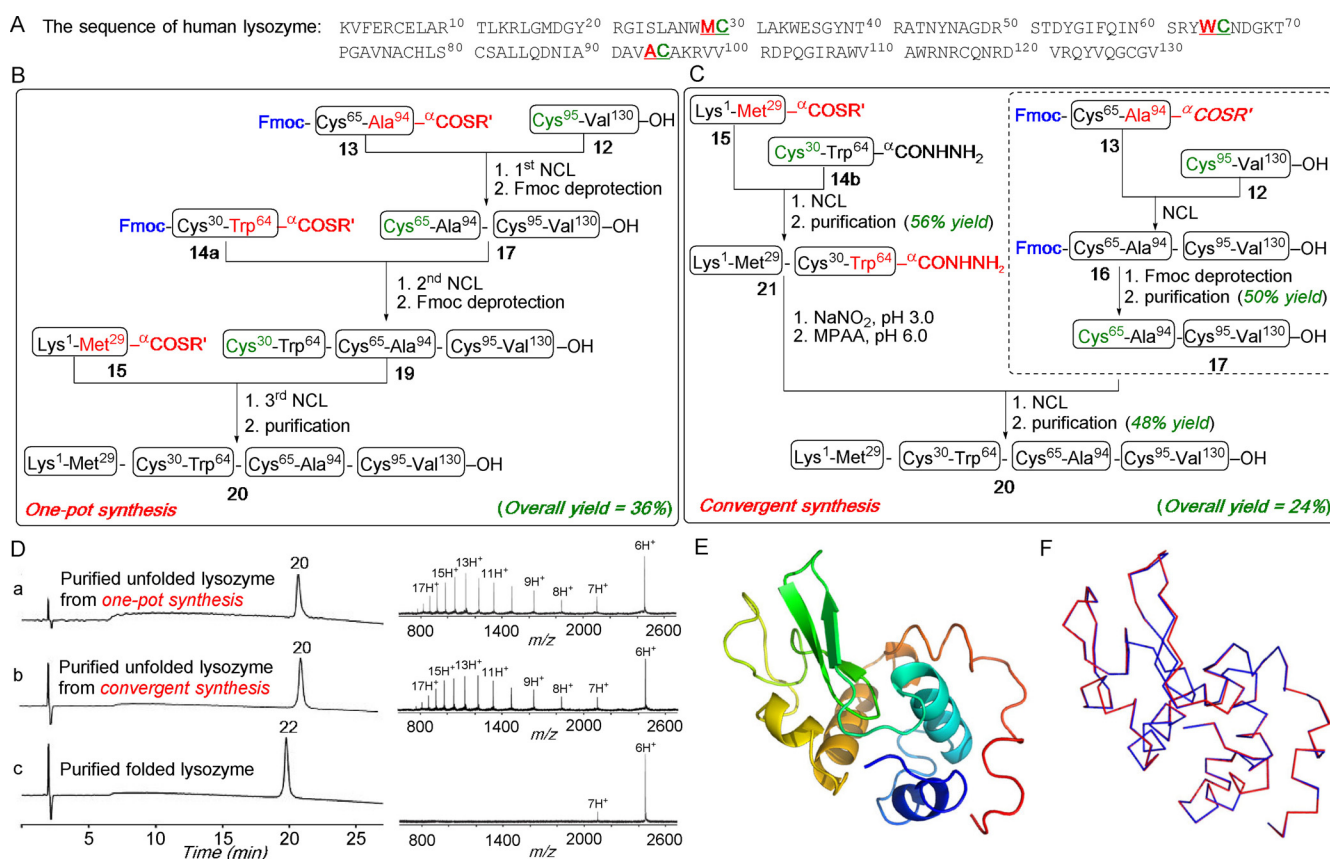 A The sequence of human lysozyme: KVFERCELAR¹⁰ TLKRLGMDGY²⁰ RGISLANWMC³⁰ LAKWESGYNT⁴⁰ RATNYNAGDR⁵⁰ STDYGIFQIN⁶⁰ SRYWCNDGKT⁷⁰
PGAVNACHLS⁸⁰ CSALLQDNIA⁹⁰ DAVACAKRVV¹⁰⁰ RDPQGIRAWV¹¹⁰ AWRNRCQNRD¹²⁰ VRQYVQGCGV¹³⁰
B
Fmoc-Cys⁶⁵-Ala⁹⁴-αCOSR'
13
Cys⁹⁵-Val¹³⁰-OH
12
1. 1st NCL
2. Fmoc deprotection
Fmoc-Cys³⁰-Trp⁶⁴-αCOSR'
14a
Cys⁶⁵-Ala⁹⁴-Cys⁹⁵-Val¹³⁰-OH
17
1. 2nd NCL
2. Fmoc deprotection
Lys¹-Met²⁹-αCOSR'
15
Cys³⁰-Trp⁶⁴-Cys⁶⁵-Ala⁹⁴-Cys⁹⁵-Val¹³⁰-OH
19
1. 3rd NCL
2. purification
Lys¹-Met²⁹-Cys³⁰-Trp⁶⁴-Cys⁶⁵-Ala⁹⁴-Cys⁹⁵-Val¹³⁰-OH
20
One-pot synthesis
(Overall yield = 36%)
C
Lys¹-Met²⁹-αCOSR'
15
Cys³⁰-Trp⁶⁴-αCONHNH₂
14b
1. NCL
2. purification (56% yield)
Lys¹-Met²⁹-Cys³⁰-Trp⁶⁴-αCONHNH₂
21
1. NaNO₂, pH 3.0
2. MPAA, pH 6.0
Fmoc-Cys⁶⁵-Ala⁹⁴-αCOSR'
13
Cys⁹⁵-Val¹³⁰-OH
12
NCL
Fmoc-Cys⁶⁵-Ala⁹⁴-Cys⁹⁵-Val¹³⁰-OH
16
1. Fmoc deprotection
2. purification (50% yield)
Cys⁶⁵-Ala⁹⁴-Cys⁹⁵-Val¹³⁰-OH
17
1. NCL
2. purification (48% yield)
Lys¹-Met²⁹-Cys³⁰-Trp⁶⁴-Cys⁶⁵-Ala⁹⁴-Cys⁹⁵-Val¹³⁰-OH
20
Convergent synthesis
(Overall yield = 24%)
D
a
Purified unfolded lysozyme
from one-pot synthesis
20
17H⁺ 15H⁺ 13H⁺ 11H⁺ 9H⁺ 8H⁺ 7H⁺ 6H⁺
800 1400 2000 2600
m/z
b
Purified unfolded lysozyme
from convergent synthesis
20
17H⁺ 15H⁺ 13H⁺ 11H 9H⁺ 8H⁺ 7H⁺ 6H⁺
800 1400 2000 2600
m/z
c
Purified folded lysozyme
22
7H⁺ 6H⁺
800 1400 2000 2600
m/z
5 10 15 20 25
Time (min)
E
F